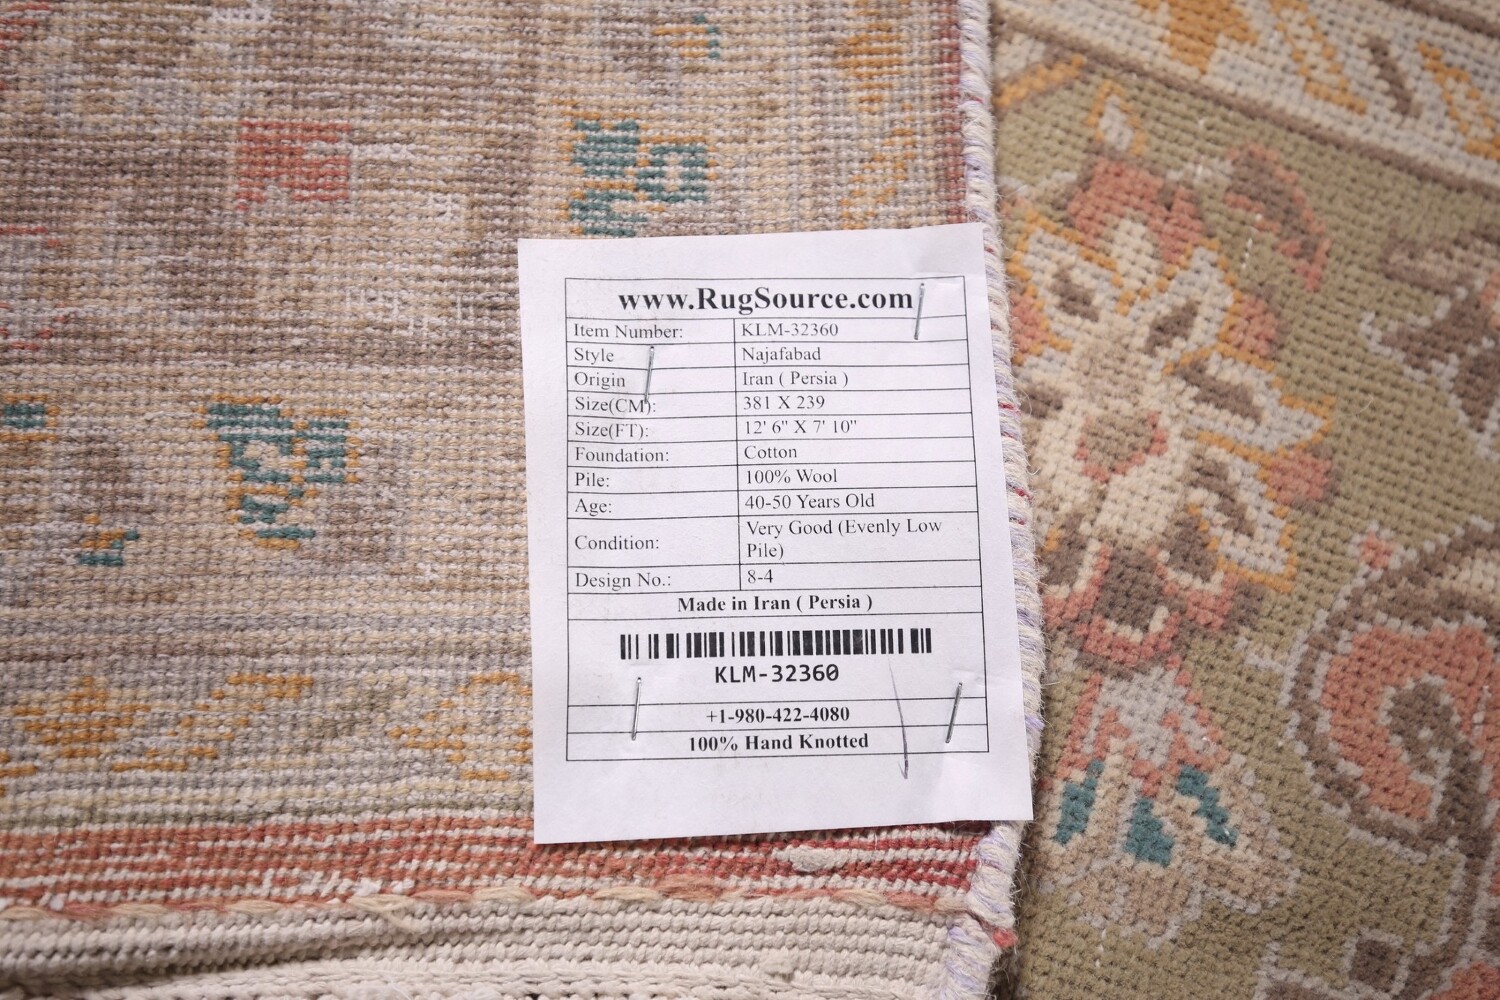 www.RugSource.com
Item Number: KLM-32360
Style Najafabad
Origin Iran ( Persia )
Size(CM): 381 X 239
Size(FT): 12' 6" X 7' 10"
Foundation: Cotton
Pile: 100% Wool
Age: 40-50 Years Old
Condition: Very Good (Evenly Low
Pile)
Design No.: 8-4
Made in Iran ( Persia )
KLM-32360
+1-980-422-4080
100% Hand Knotted